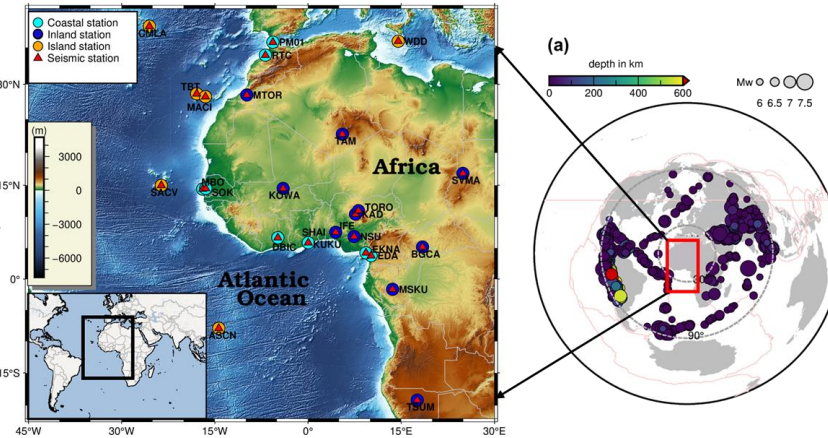 Coastal station
Inland station
Island station
Seismic station
CMLA
PM01
RTC
WDD
TBT
MACI
MTOR
TAM
Africa
SVMA
MBO
SACV
SOK
KOWA
TORO
KAD
IFE
SHAI
NSU
DBIC
KUKU
EKNA
EDA
BGCA
MSKU
Atlantic
Ocean
ASCN
TSUM
(m)
3000
0
−3000
−6000
30°N
15°N
0°
15°S
45°W
30°W
15°W
0°
15°E
30°E
(a)
depth in km
0
200
400
600
Mw
6
6.5
7
7.5
30°
90°